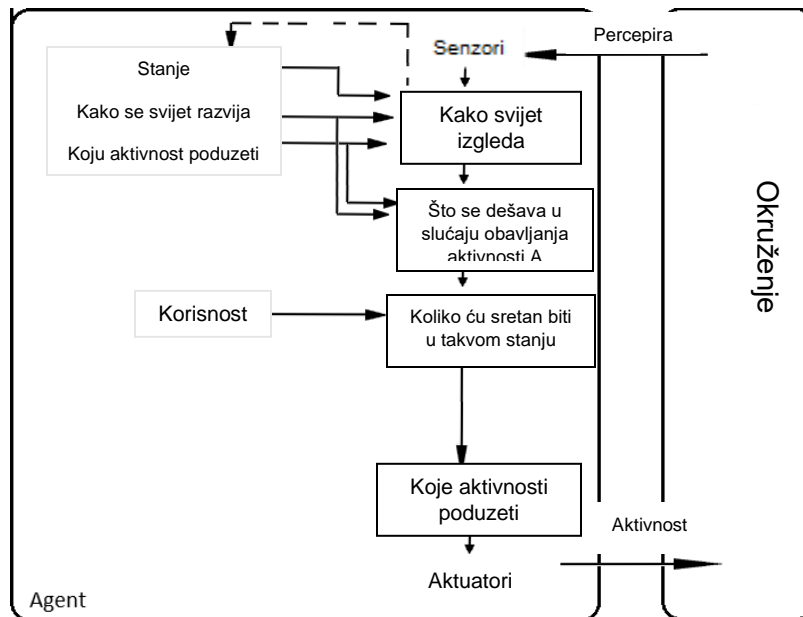 Senzori
Percepira
Stanje
Kako se svijet razvija
Koju aktivnost poduzeti
Kako svijet
izgleda
Što se dešava u
slućaju obavljanja
aktivnosti A
Korisnost
Koliko ću sretan biti
u takvom stanju
Koje aktivnosti
poduzeti
Aktivnost
Aktuatori
Agent
Okruženje